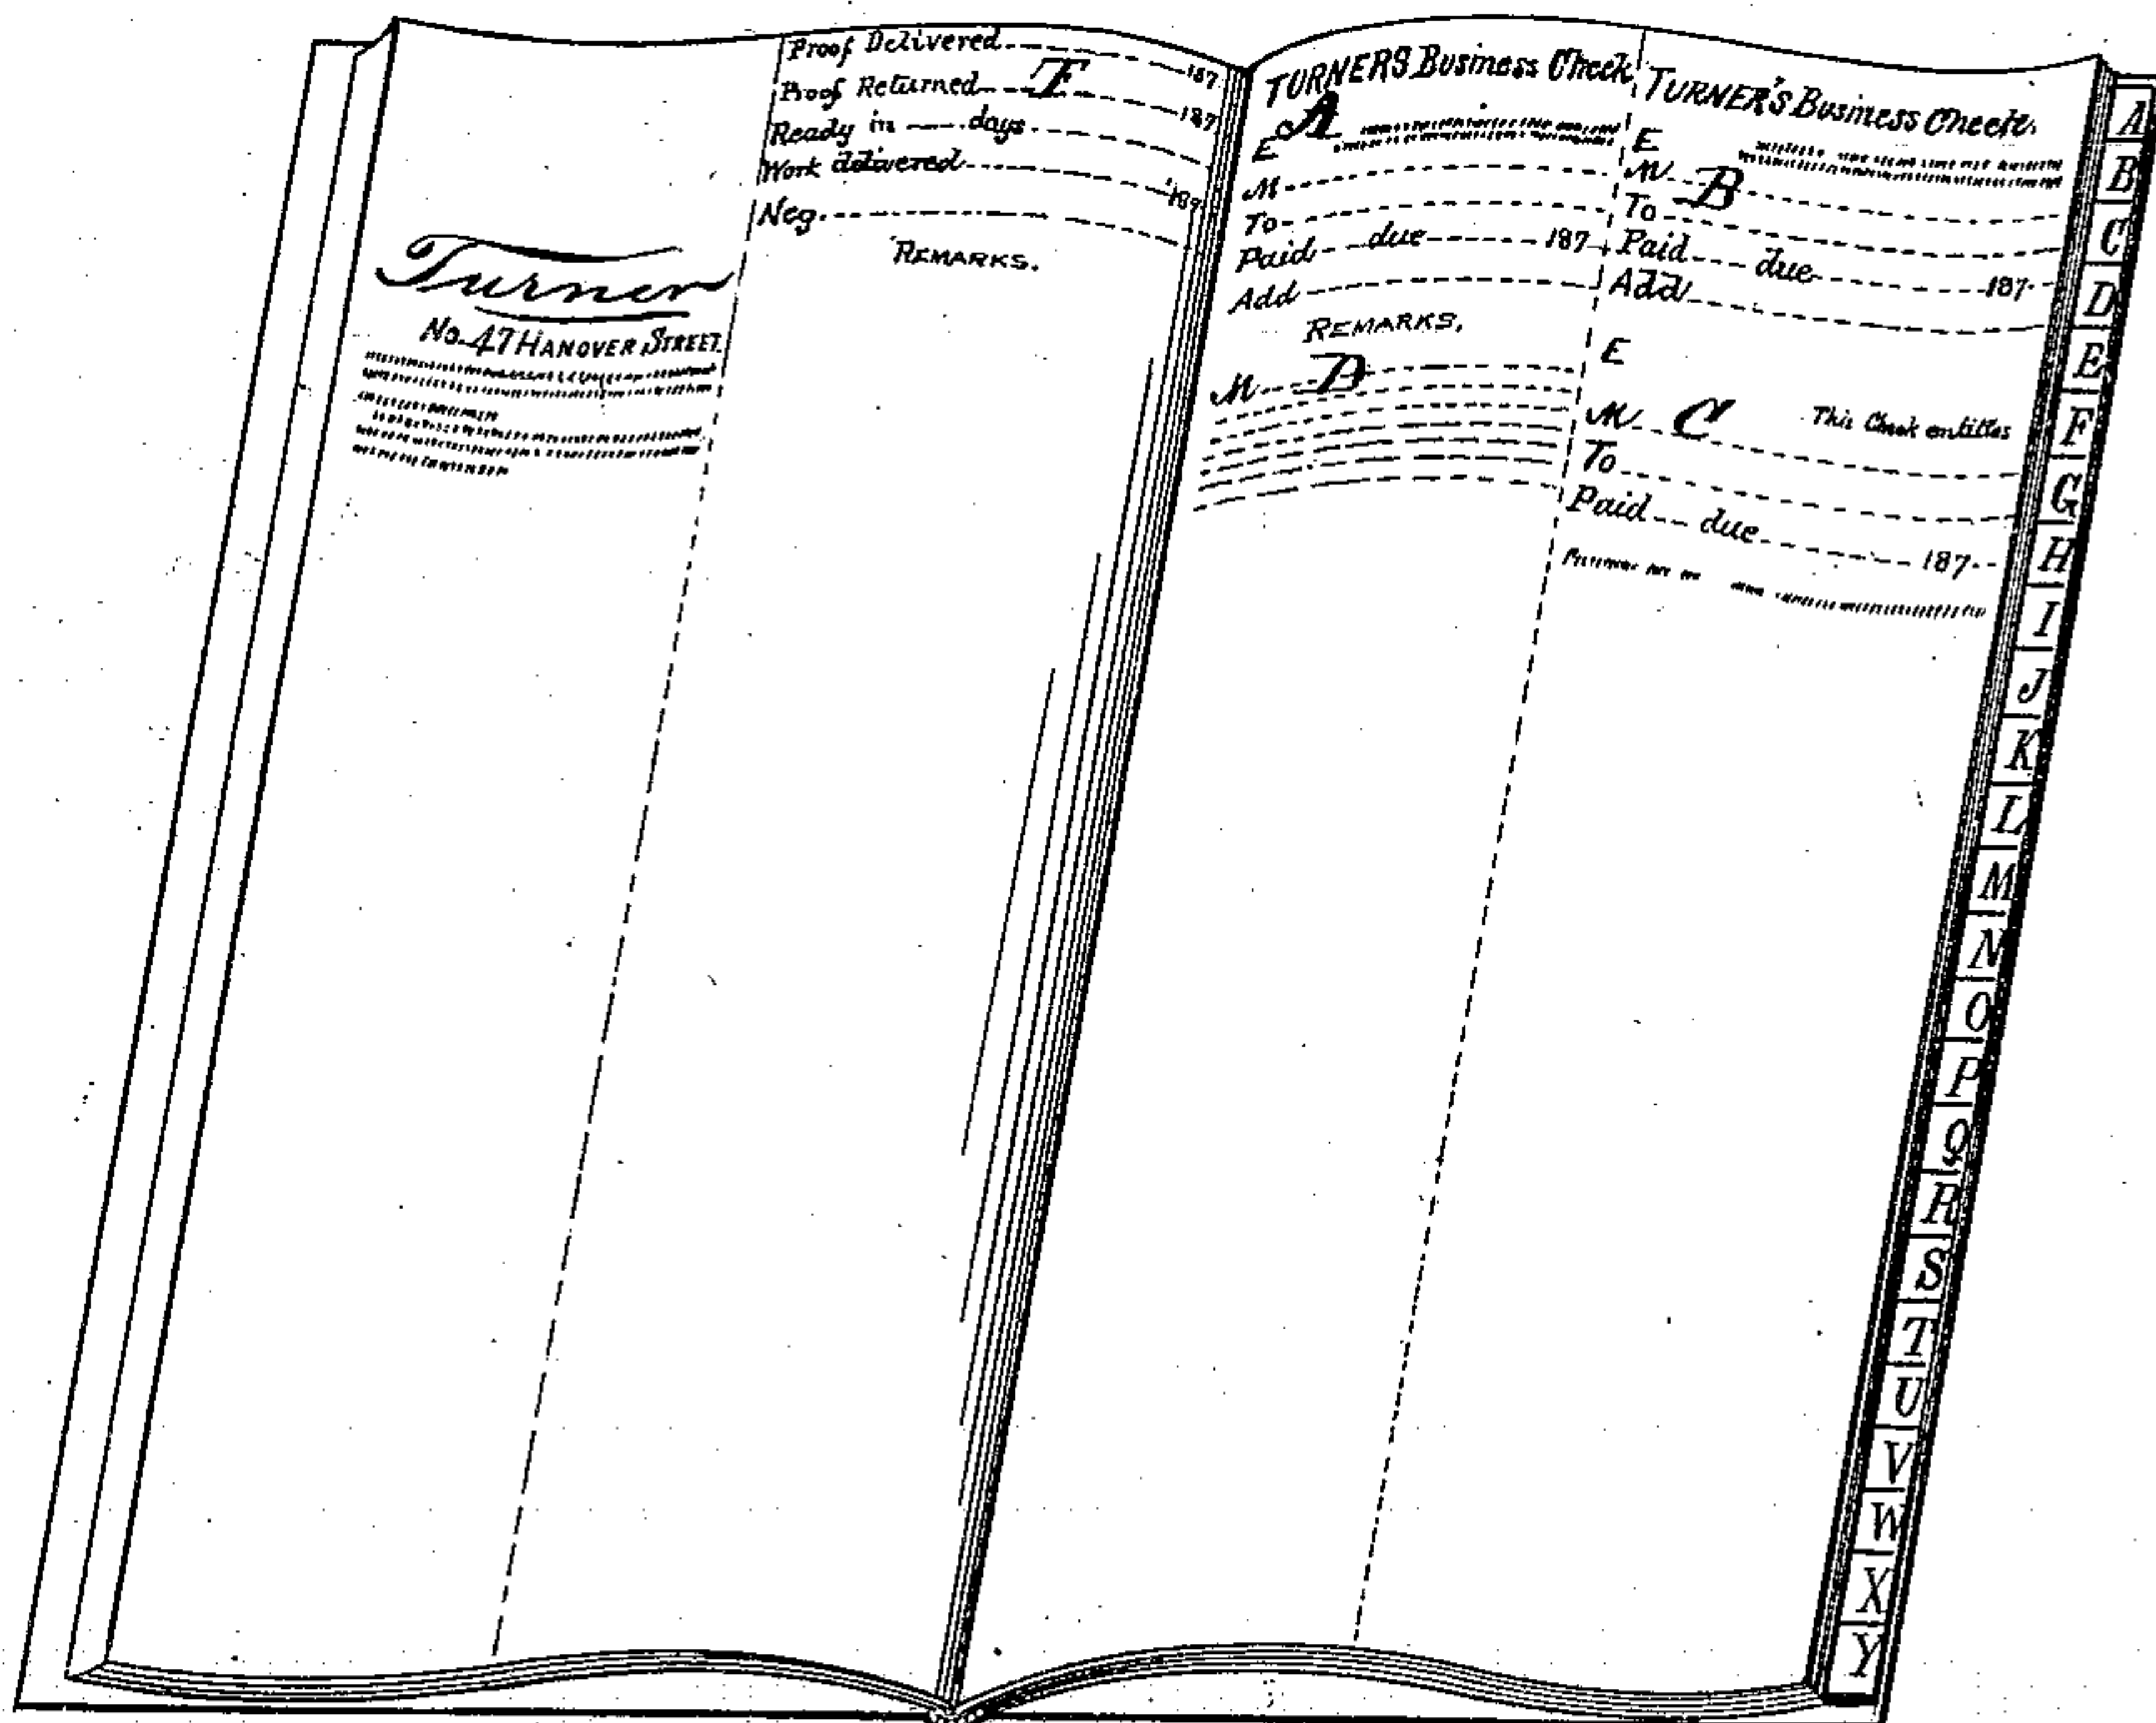 Turner
No. 47 HANOVER STREET.
Proof Delivered 187
Proof Returned F 187
Ready in days
Work delivered 187
Neg.
REMARKS.
TURNERS Business Check
A
E
M
To
Paid due 187
Add
REMARKS.
M D
TURNER'S Business Check.
E
M B
To
Paid due 187
Add
E
M C This Check entitles
To
Paid due 187
A
B
C
D
E
F
G
H
I
J
K
L
M
N
O
P
Q
R
S
T
U
V
W
X
Y